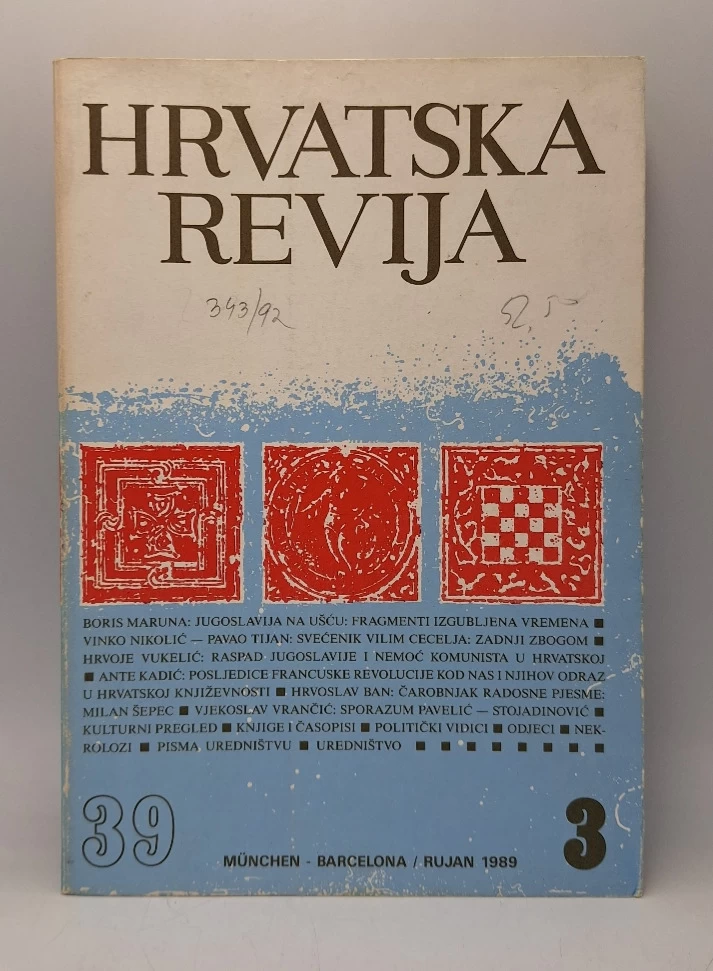 HRVATSKA
REVIJA
343/92
BORIS MARUNA: JUGOSLAVIJA NA UŠĆU: FRAGMENTI IZGUBLJENA VREMENA ■
VINKO NIKOLIĆ — PAVAO TIJAN: SVEĆENIK VILIM CECELJA: ZADNJI ZBOGOM ■
HRVOJE VUKELIĆ: RASPAD JUGOSLAVIJE I NEMOĆ KOMUNISTA U HRVATSKOJ
■ ANTE KADIĆ: POSLJEDICE FRANCUSKE REVOLUCIJE KOD NAS I NJIHOV ODRAZ
U HRVATSKOJ KNJIŽEVNOSTI ■ HRVOSLAV BAN: ČAROBNJAK RADOSNE PJESME:
MILAN ŠEPEC ■ VJEKOSLAV VRANČIĆ: SPORAZUM PAVELIĆ — STOJADINOVIĆ ■
KULTURNI PREGLED ■ KNJIGE I ČASOPISI ■ POLITIČKI VIDICI ■ ODJECI ■ NEK-
ROLOZI ■ PISMA UREDNIŠTVU ■ UREDNIŠTVO ■ ■ ■ ■ ■ ■ ■ ■
39 MÜNCHEN - BARCELONA / RUJAN 1989 3